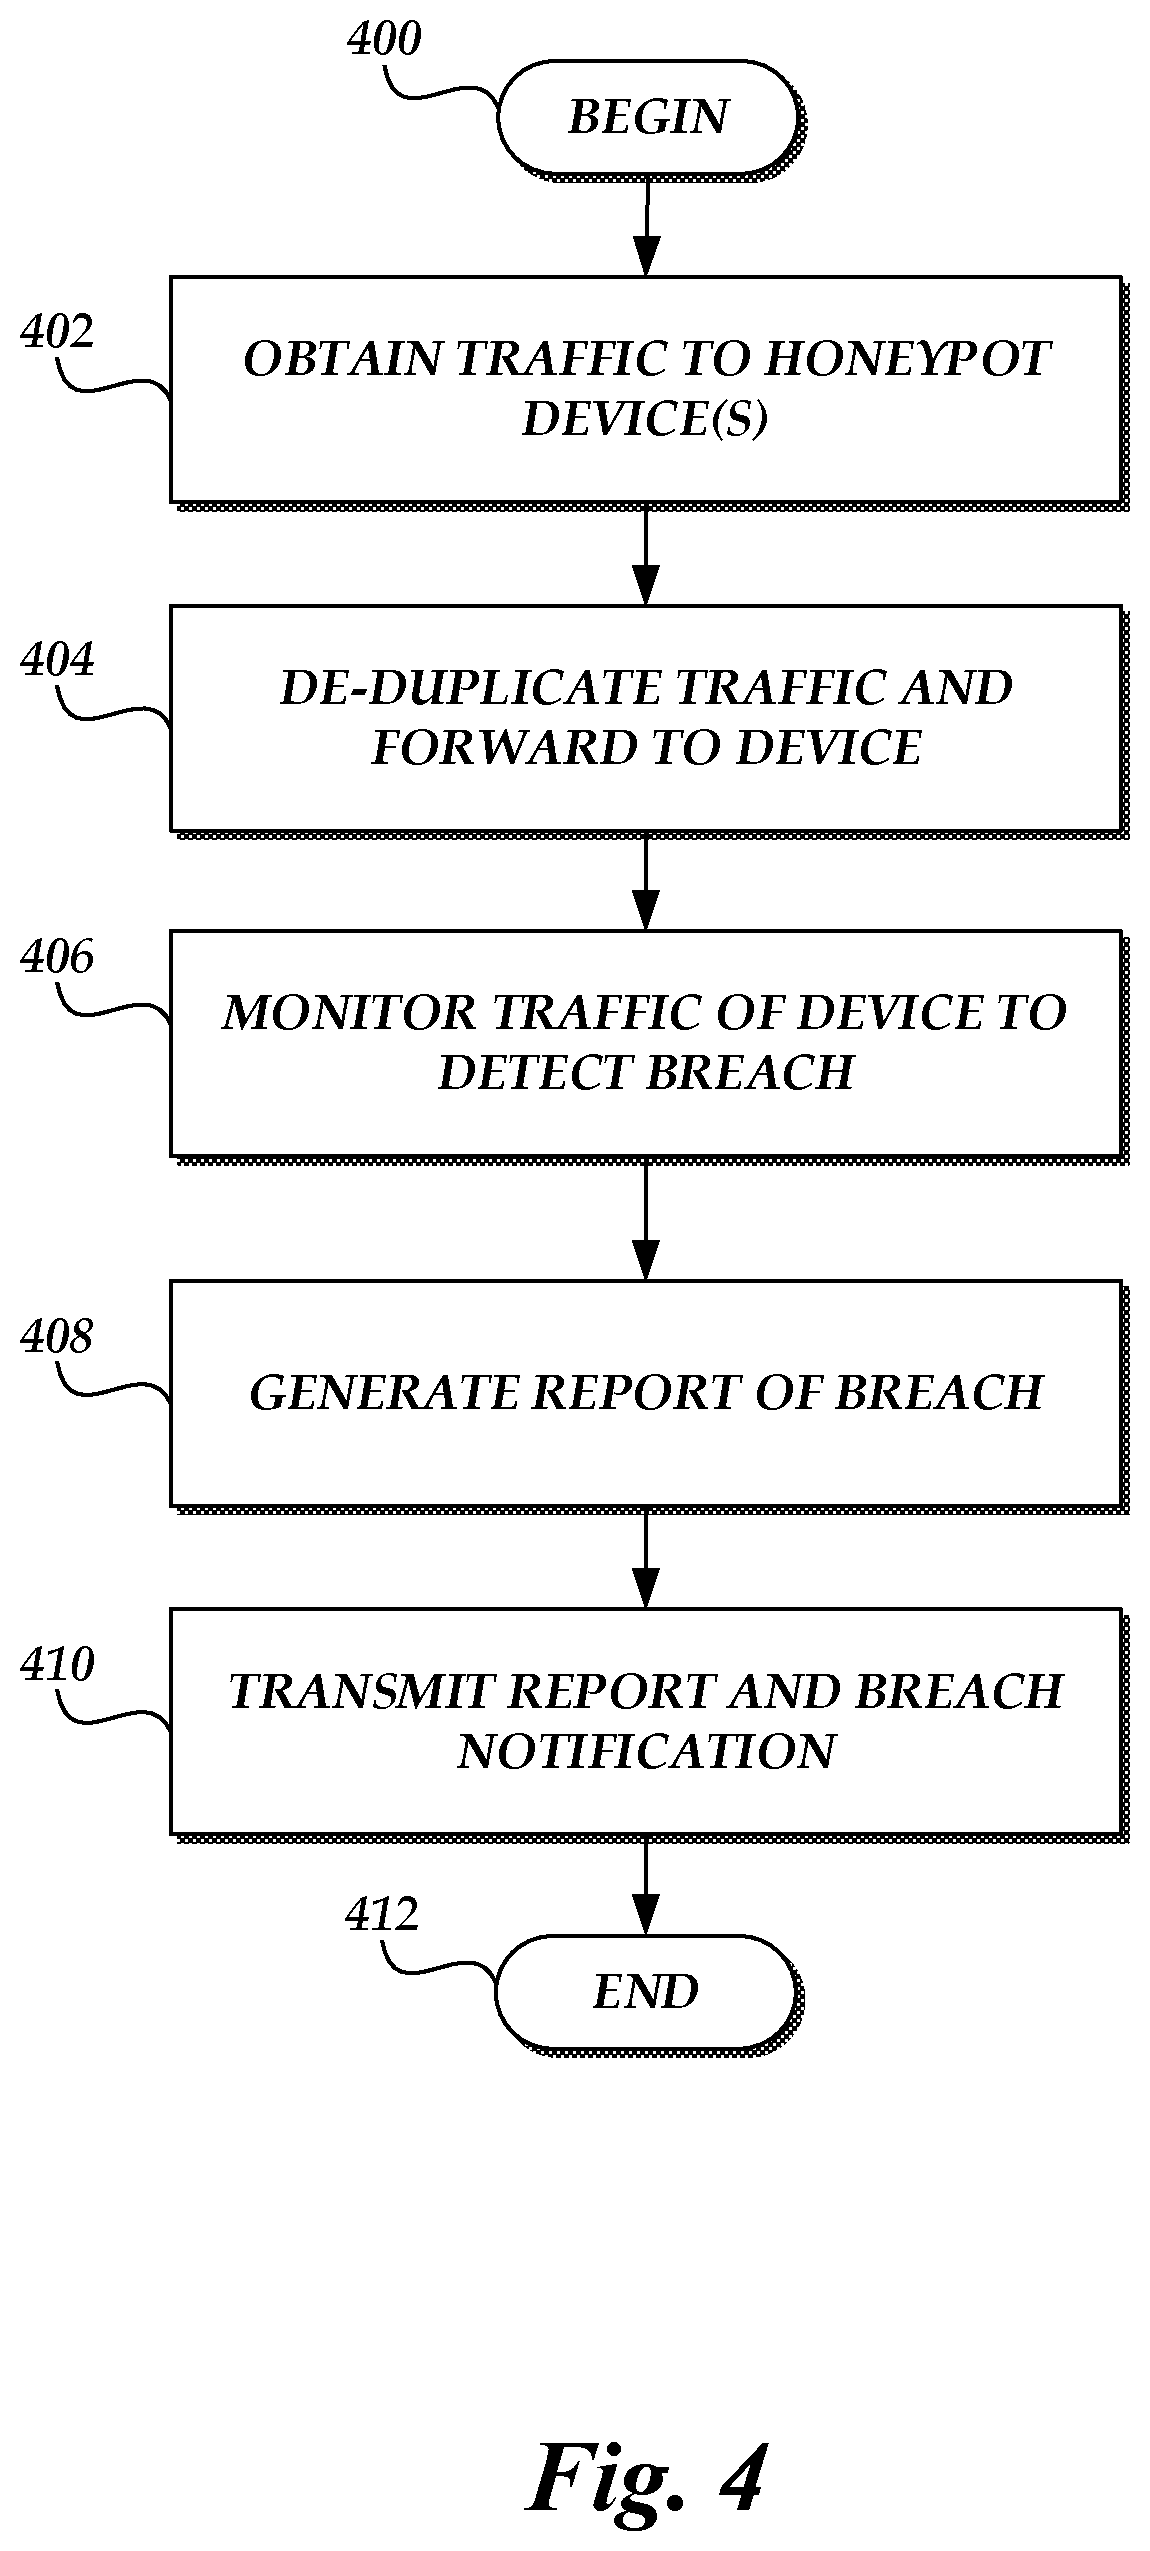 400
BEGIN
402
OBTAIN TRAFFIC TO HONEYPOT
DEVICE(S)
404
DE-DUPLICATE TRAFFIC AND
FORWARD TO DEVICE
406
MONITOR TRAFFIC OF DEVICE TO
DETECT BREACH
408
GENERATE REPORT OF BREACH
410
TRANSMIT REPORT AND BREACH
NOTIFICATION
412
END
Fig. 4